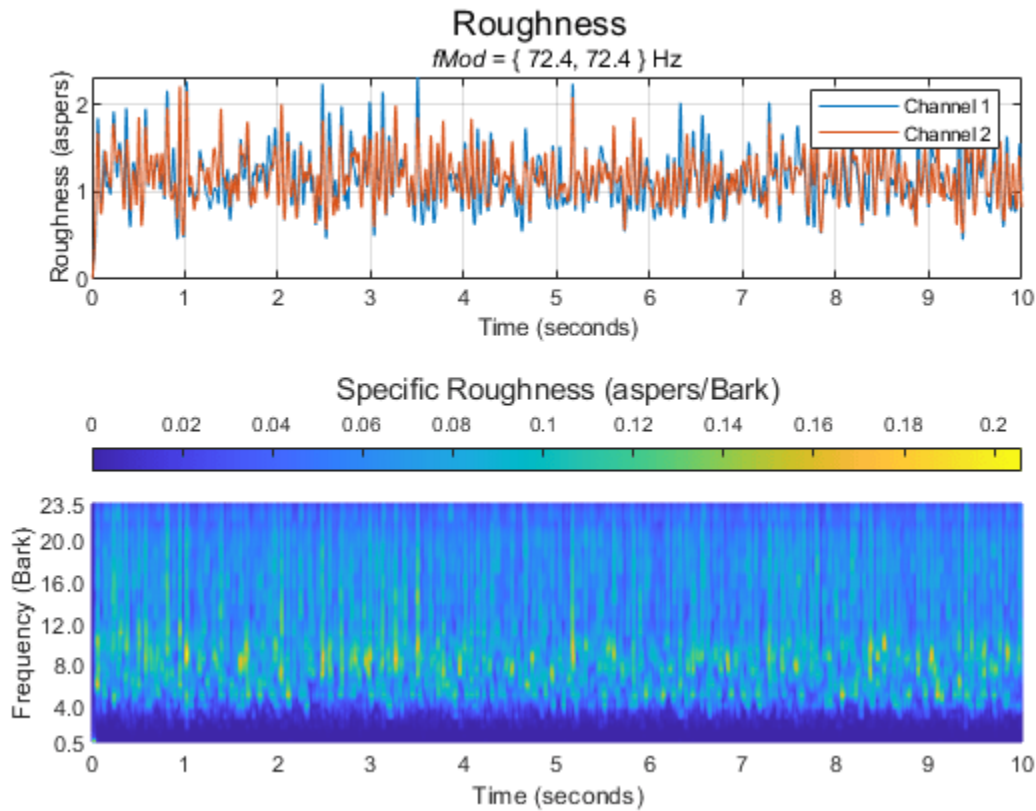 Roughness
fMod = { 72.4, 72.4 } Hz
Roughness (aspers)
2
1
0
Channel 1
Channel 2
0 1 2 3 4 5 6 7 8 9 10
Time (seconds)
Specific Roughness (aspers/Bark)
0 0.02 0.04 0.06 0.08 0.1 0.12 0.14 0.16 0.18 0.2
Frequency (Bark)
23.5
20.0
16.0
12.0
8.0
4.0
0.5
0 1 2 3 4 5 6 7 8 9 10
Time (seconds)